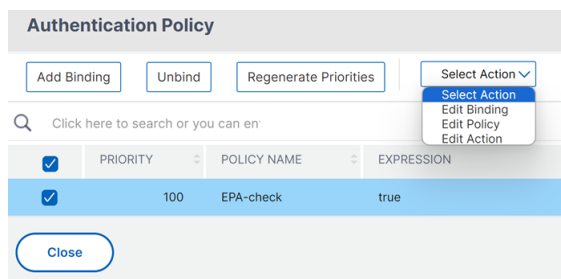 Authentication Policy
Add Binding Unbind Regenerate Priorities Select Action
Select Action
Edit Binding
Edit Policy
Edit Action
Click here to search or you can en
PRIORITY POLICY NAME EXPRESSION
100 EPA-check true
Close